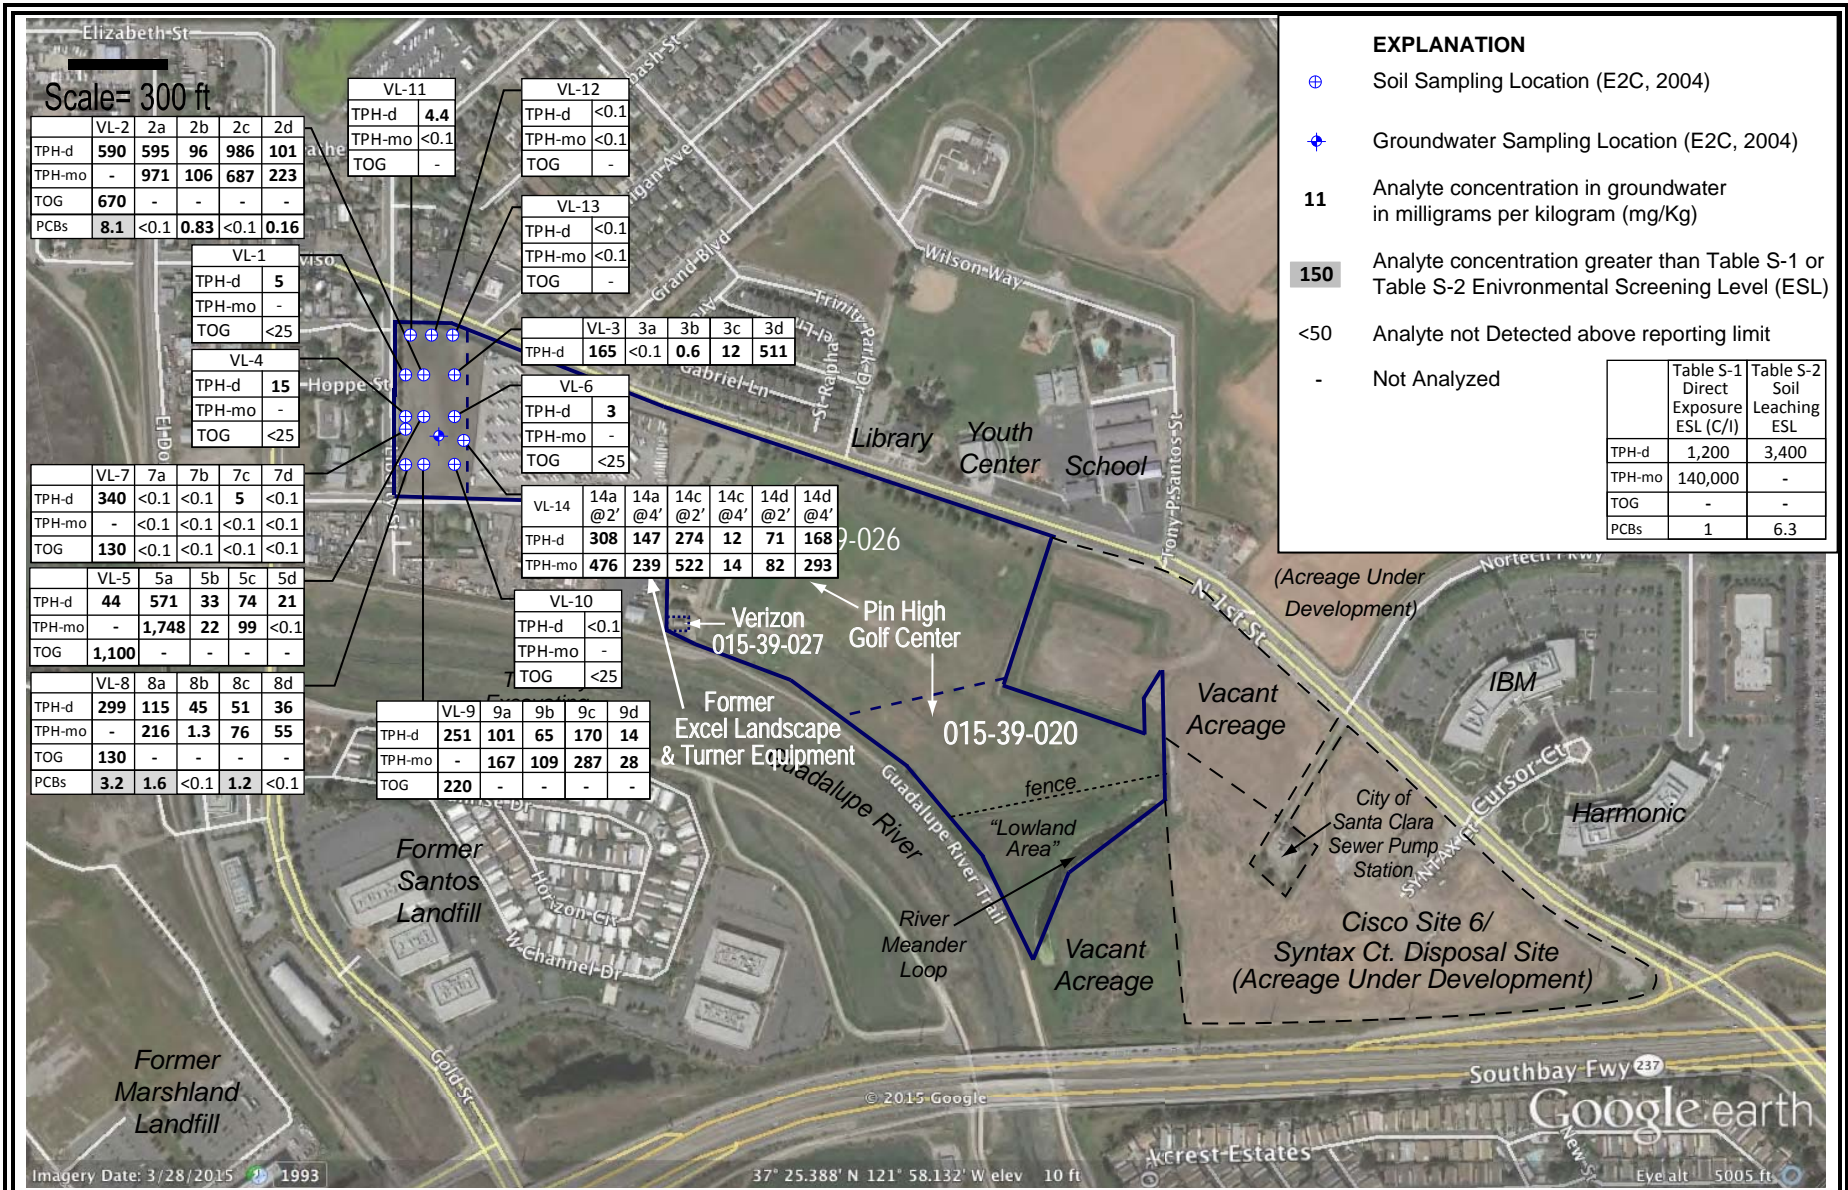 Elizabeth St
Scale= 300 ft
VL-2 2a 2b 2c 2d
TPH-d 590 595 96 986 101
TPH-mo - 971 106 687 223
TOG 670 - - - -
PCBs 8.1 <0.1 0.83 <0.1 0.16
VL-11
TPH-d 4.4
TPH-mo <0.1
TOG -
VL-12
TPH-d <0.1
TPH-mo <0.1
TOG -
VL-13
TPH-d <0.1
TPH-mo <0.1
TOG -
VL-1
TPH-d 5
TPH-mo -
TOG <25
VL-4
TPH-d 15
TPH-mo -
TOG <25
VL-3 3a 3b 3c 3d
TPH-d 165 <0.1 0.6 12 511
VL-6
TPH-d 3
TPH-mo -
TOG <25
VL-7 7a 7b 7c 7d
TPH-d 340 <0.1 <0.1 5 <0.1
TPH-mo - <0.1 <0.1 <0.1 <0.1
TOG 130 <0.1 <0.1 <0.1 <0.1
VL-14 14a @2' 14a @4' 14c @2' 14c @4' 14d @2' 14d @4'
TPH-d 308 147 274 12 71 168
TPH-mo 476 239 522 14 82 293
VL-5 5a 5b 5c 5d
TPH-d 44 571 33 74 21
TPH-mo - 1,748 22 99 <0.1
TOG 1,100 - - - -
VL-10
TPH-d <0.1
TPH-mo -
TOG <25
VL-8 8a 8b 8c 8d
TPH-d 299 115 45 51 36
TPH-mo - 216 1.3 76 55
TOG 130 - - - -
PCBs 3.2 1.6 <0.1 1.2 <0.1
VL-9 9a 9b 9c 9d
TPH-d 251 101 65 170 14
TPH-mo - 167 109 287 28
TOG 220 - - - -
EXPLANATION
Soil Sampling Location (E2C, 2004)
Groundwater Sampling Location (E2C, 2004)
11 Analyte concentration in groundwater
in milligrams per kilogram (mg/Kg)
150 Analyte concentration greater than Table S-1 or
Table S-2 Enivronmental Screening Level (ESL)
<50 Analyte not Detected above reporting limit
- Not Analyzed
Table S-1 Direct Exposure ESL (C/I) Table S-2 Soil Leaching ESL
TPH-d 1,200 3,400
TPH-mo 140,000 -
TOG - -
PCBs 1 6.3
Grand Blvd
Wilson Way
Trinity Park Dr
Gabriel Ln
Hoppe St
Tony P. Santos St
N 1st St
Nortech Pkwy
Library
Youth
Center
School
9-026
Verizon
015-39-027
Pin High
Golf Center
Former
Excel Landscape
& Turner Equipment
015-39-020
(Acreage Under
Development)
IBM
Vacant
Acreage
Harmonic
SYNTAX Ct
Cursor Ct
fence
"Lowland
Area"
City of
Santa Clara
Sewer Pump
Station
Guadalupe River
Guadalupe River Trail
River
Meander
Loop
Vacant
Acreage
Cisco Site 6/
Syntax Ct. Disposal Site
(Acreage Under Development)
Former
Santos
Landfill
Horizon Cir
W Channel Dr
Gold St
Former
Marshland
Landfill
Southbay Fwy 237
© 2015 Google
Google earth
Acrest Estates
New St
Imagery Date: 3/28/2015 1993
37° 25.388' N 121° 58.132' W elev 10 ft
Eye alt 5005 ft